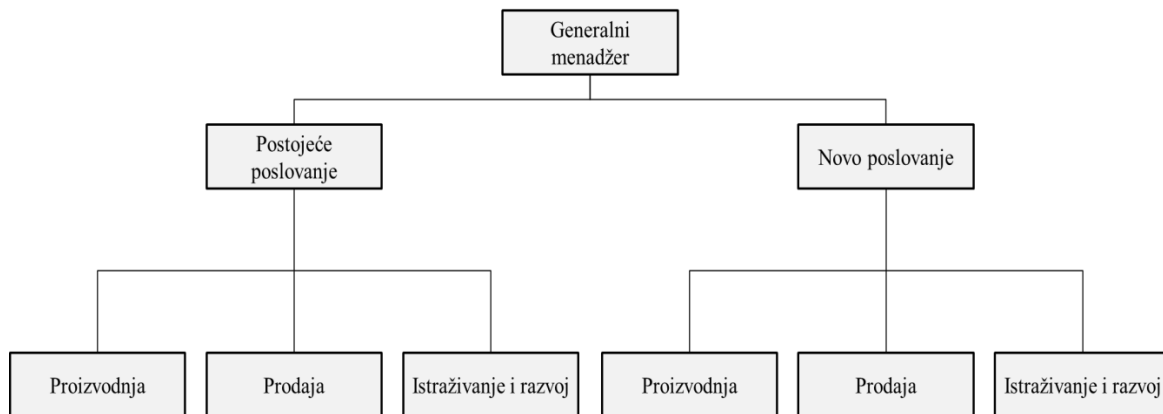 Generalni
menadžer
Postojeće
poslovanje
Novo poslovanje
Proizvodnja
Prodaja
Istraživanje i razvoj
Proizvodnja
Prodaja
Istraživanje i razvoj